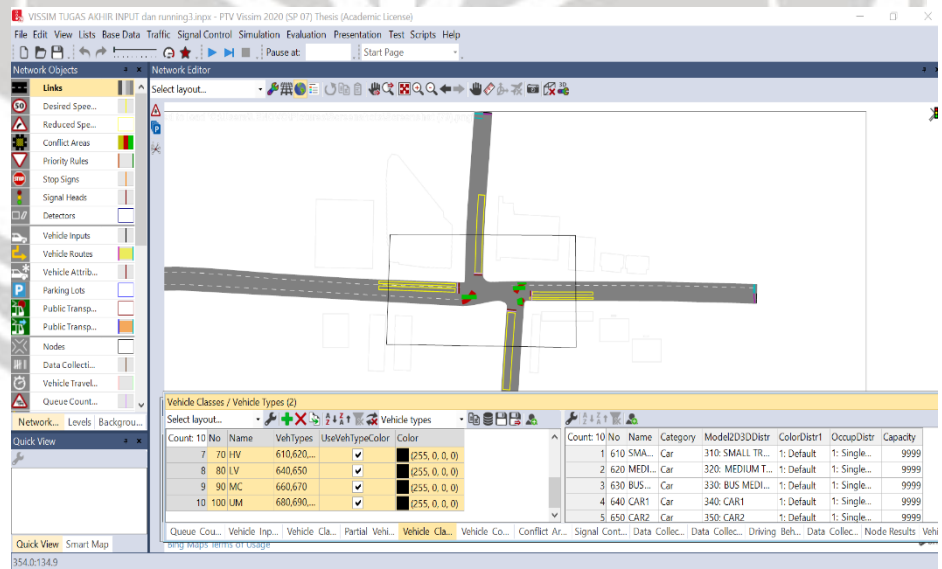 VISSIM TUGAS AKHIR INPUT dan running3.inpx - PTV Vissim 2020 (SP 07) Thesis (Academic License)
File Edit View Lists Base Data Traffic Signal Control Simulation Evaluation Presentation Test Scripts Help
Pause at: Start Page
Network Objects
Network Editor
Select layout...
Links
Desired Spee...
Reduced Spe...
Conflict Areas
Priority Rules
Stop Signs
Signal Heads
Detectors
Vehicle Inputs
Vehicle Routes
Vehicle Attrib...
Parking Lots
Public Transp...
Public Transp...
Nodes
Data Collecti...
Vehicle Travel...
Queue Count...
Network... Levels Backgrou...
Quick View
Quick View Smart Map
354.0:134.9
Vehicle Classes / Vehicle Types (2)
Select layout... Vehicle types
Count: 10 No Name VehTypes UseVehTypeColor Color
7 70 HV 610,620,... (255, 0, 0, 0)
8 80 LV 640,650 (255, 0, 0, 0)
9 90 MC 660,670 (255, 0, 0, 0)
10 100 UM 680,690,... (255, 0, 0, 0)
Count: 10 No Name Category Model2D3DDistr ColorDistr1 OccupDistr Capacity
1 610 SMA... Car 310: SMALL TR... 1: Default 1: Single... 9999
2 620 MEDI... Car 320: MEDIUM T... 1: Default 1: Single... 9999
3 630 BUS... Car 330: BUS MEDI... 1: Default 1: Single... 9999
4 640 CAR1 Car 340: CAR1 1: Default 1: Single... 9999
5 650 CAR2 Car 350: CAR2 1: Default 1: Single... 9999
Queue Cou... Vehicle Inp... Vehicle Cla... Partial Vehi... Vehicle Cla... Vehicle Co... Conflict Ar... Signal Cont... Data Collec... Data Collec... Driving Beh... Data Collec... Node Results Vehi
Bing Maps Terms of Usage